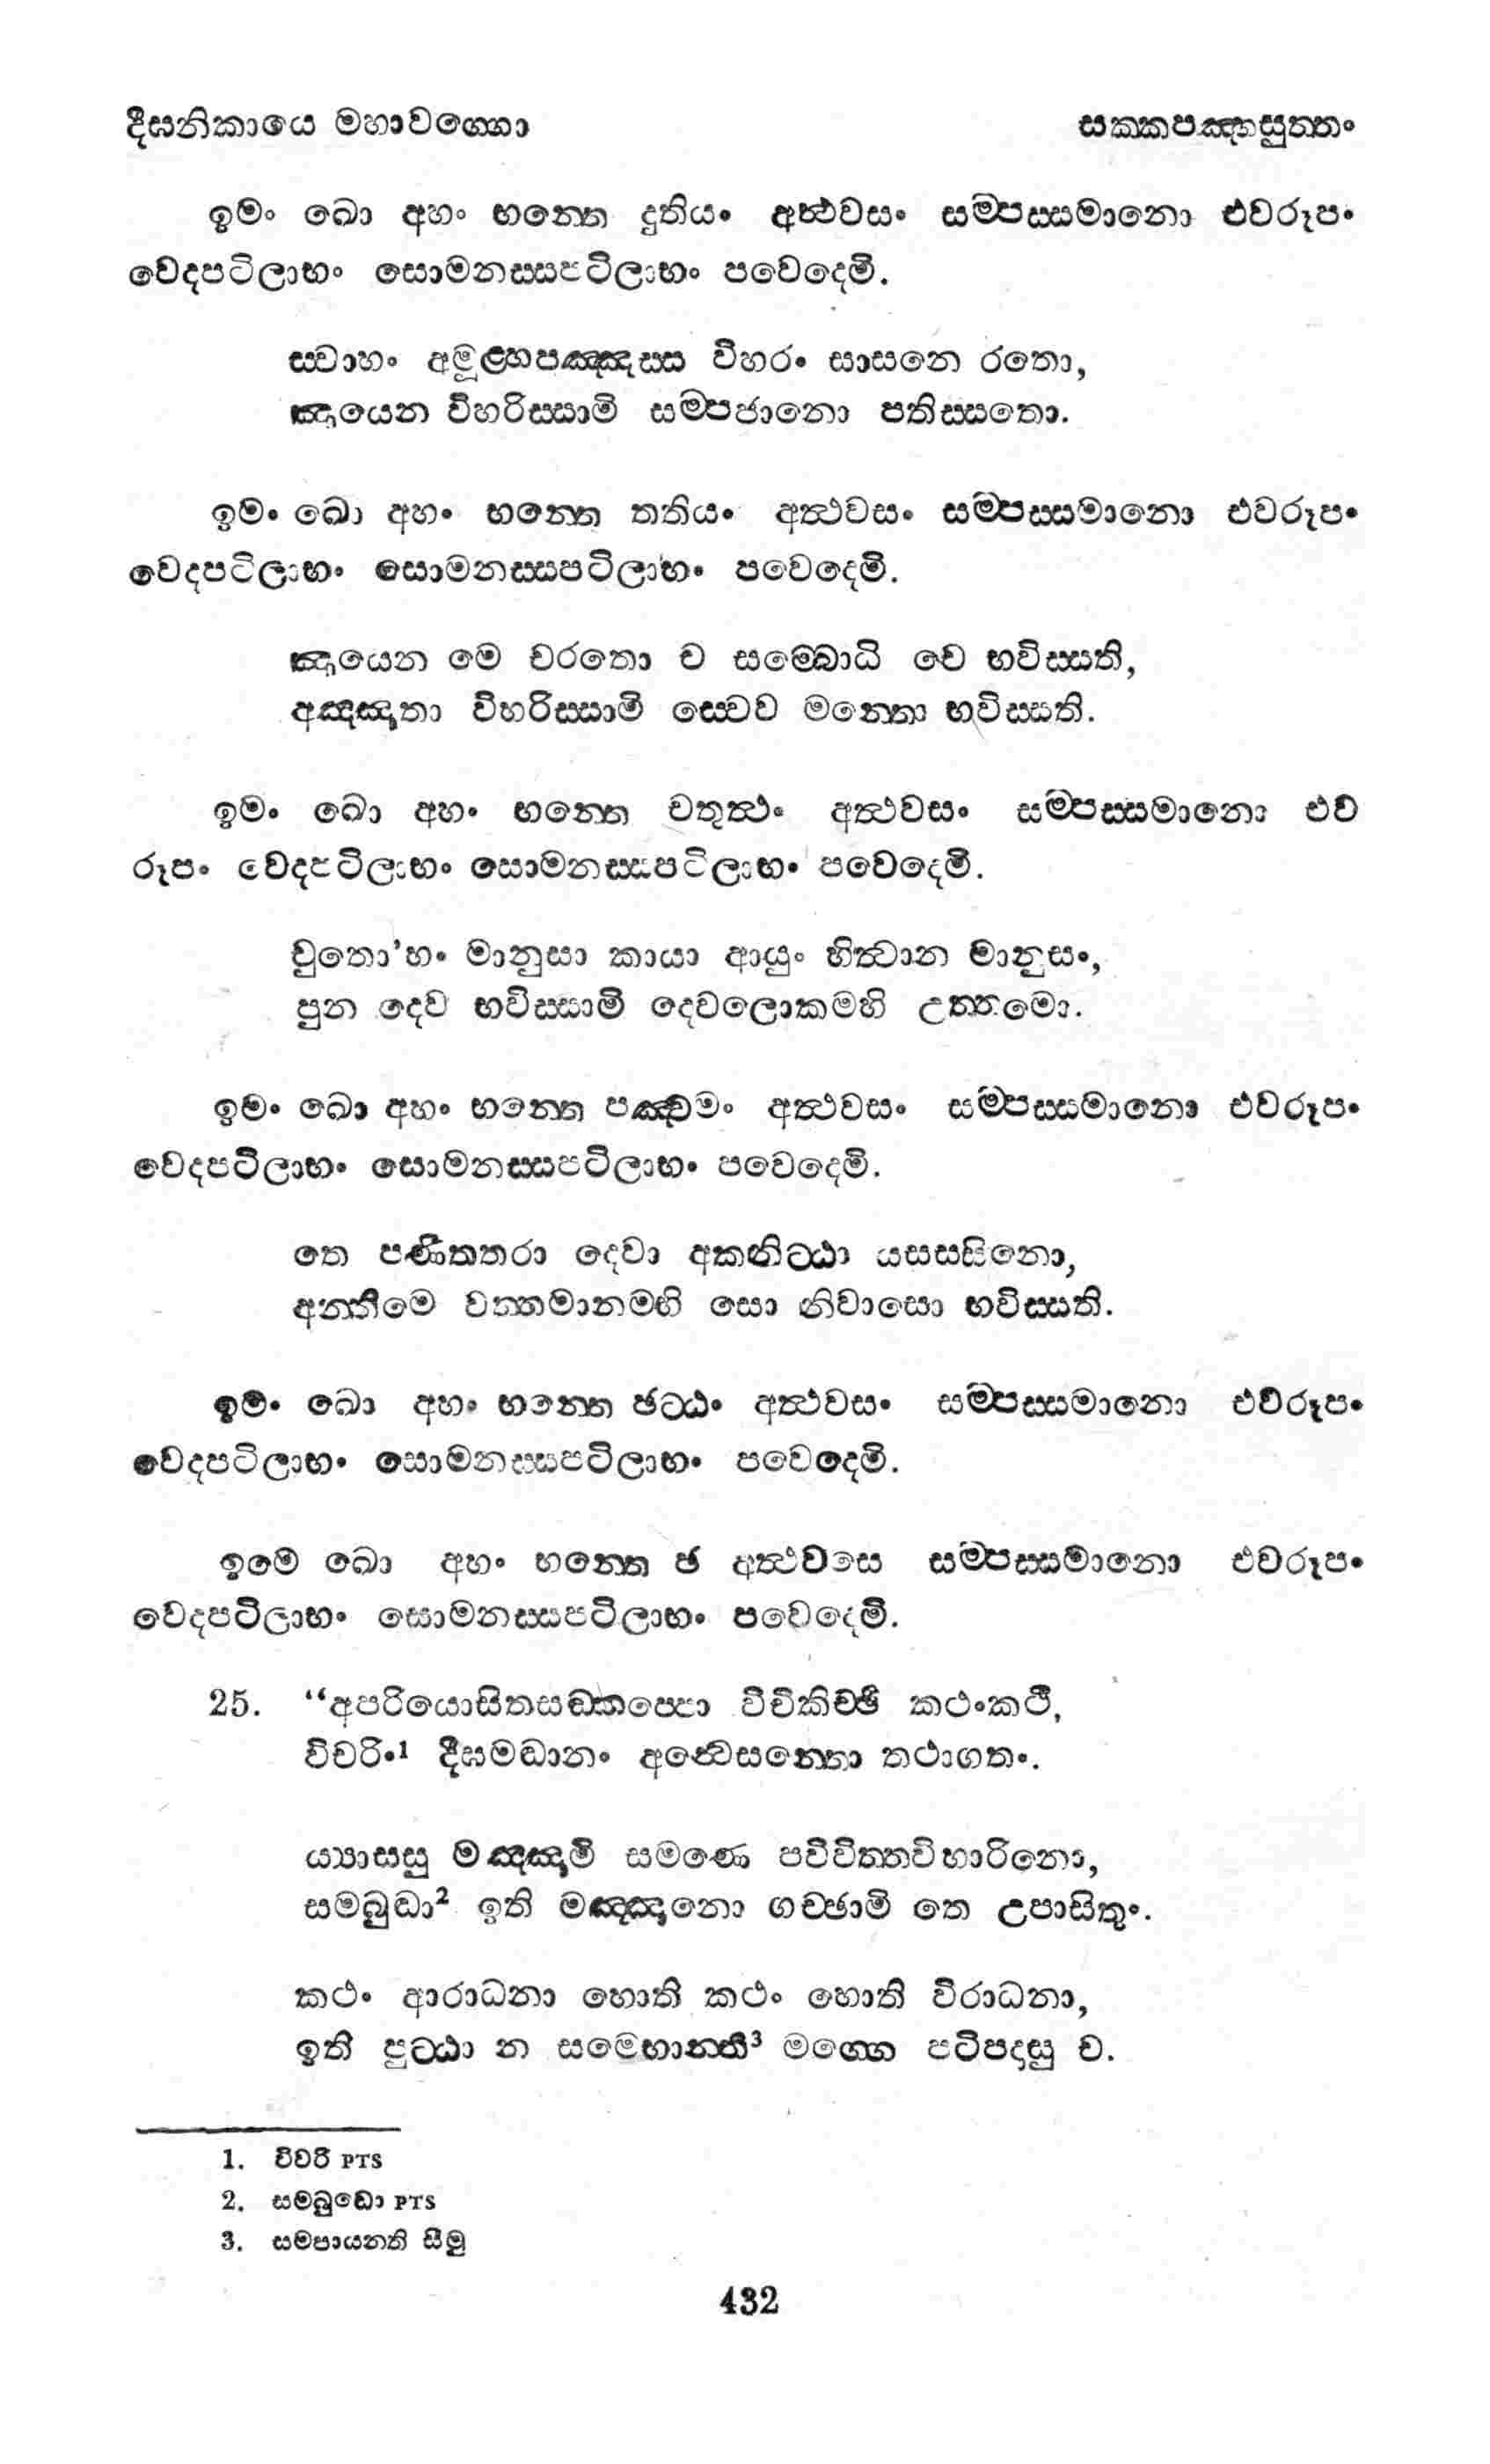 දීඝනිකායෙ මහාවග්ගො සක්කපඤ්හසුත්තං
ඉමං ඛො අහං භන්තෙ දුතියං අත්ථවසං සම්පස්සමානො එවරූපං
වෙදපටිලාභං සොමනස්සපටිලාභං පවෙදෙමි.
ස්වාහං අමූළ්හපඤ්ඤස්ස විහරං සාසනෙ රතො,
ඤායෙන විහරිස්සාමි සම්පජානො පතිස්සතො.
ඉමං ඛො අහං භන්තෙ තතියං අත්ථවසං සම්පස්සමානො එවරූපං
වෙදපටිලාභං සොමනස්සපටිලාභං පවෙදෙමි.
ඤායෙන මෙ චරතො ච සම්බොධි චෙ භවිස්සති,
අඤ්ඤාතා විහරිස්සාමි ස්වෙව මන්තො භවිස්සති.
ඉමං ඛො අහං භන්තෙ චතුත්ථං අත්ථවසං සම්පස්සමානො එව
රූපං වෙදපටිලාභං සොමනස්සපටිලාභං පවෙදෙමි.
චුතො'හං මානුසා කායා ආයුං හිත්වාන මානුසං,
පුන දෙව භවිස්සාමි දෙවලොකමහි උත්තමො.
ඉමං ඛො අහං භන්තෙ පඤ්චමං අත්ථවසං සම්පස්සමානො එවරූපං
වෙදපටිලාභං සොමනස්සපටිලාභං පවෙදෙමි.
තෙ පණීතතරා දෙවා අකනිට්ඨා යසස්සිනො,
අන්තිමෙ වත්තමානමහි සො නිවාසො භවිස්සති.
ඉමං ඛො අහං භන්තෙ ඡට්ඨං අත්ථවසං සම්පස්සමානො එවරූපං
වෙදපටිලාභං සොමනස්සපටිලාභං පවෙදෙමි.
ඉමෙ ඛො අහං භන්තෙ ඡ අත්ථවසෙ සම්පස්සමානො එවරූපං
වෙදපටිලාභං සොමනස්සපටිලාභං පවෙදෙමි.
25. “අපරියොසිතසඞ්කප්පො විචිකිච්ඡී කථංකථී,
විචරිං1 දීඝමද්ධානං අන්වෙසන්තො තථාගතං.
ය්‍යාස්සු මඤ්ඤාමි සමණෙ පවිවිත්තවිහාරිනො,
සම්බුද්ධා2 ඉති මඤ්ඤානො ගච්ඡාමි තෙ උපාසිතුං.
කථං ආරාධනා හොති කථං හොති විරාධනා,
ඉති පුට්ඨා න සම්භොන්ති3 මග්ගෙ පටිපදාසු ච.
1. විචරි PTS
2. සම්බුද්ධො PTS
3. සම්පායන්ති සීමු
432